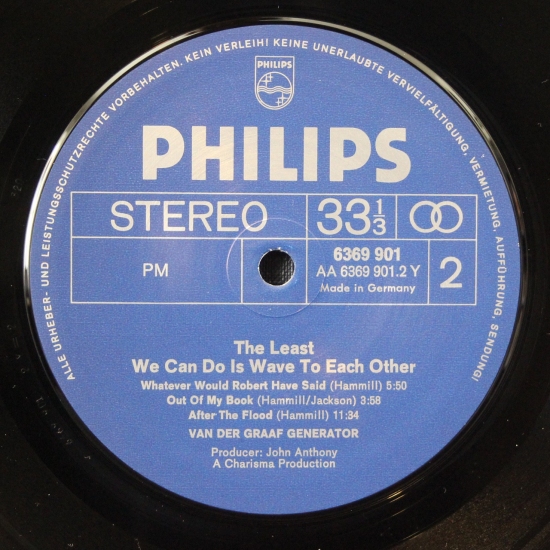 ALLE URHEBER- UND LEISTUNGSSCHUTZRECHTE VORBEHALTEN. KEIN VERLEIH! KEINE UNERLAUBTE VERVIELFÄLTIGUNG, VERMIETUNG, AUFFÜHRUNG, SENDUNG!
PHILIPS
PHILIPS
STEREO 33 1/3
PM
6369 901
AA 6369 901.2 Y
Made in Germany
2
The Least
We Can Do Is Wave To Each Other
Whatever Would Robert Have Said (Hammill) 5:50
Out Of My Book (Hammill/Jackson) 3:58
After The Flood (Hammill) 11:34
VAN DER GRAAF GENERATOR
Producer: John Anthony
A Charisma Production